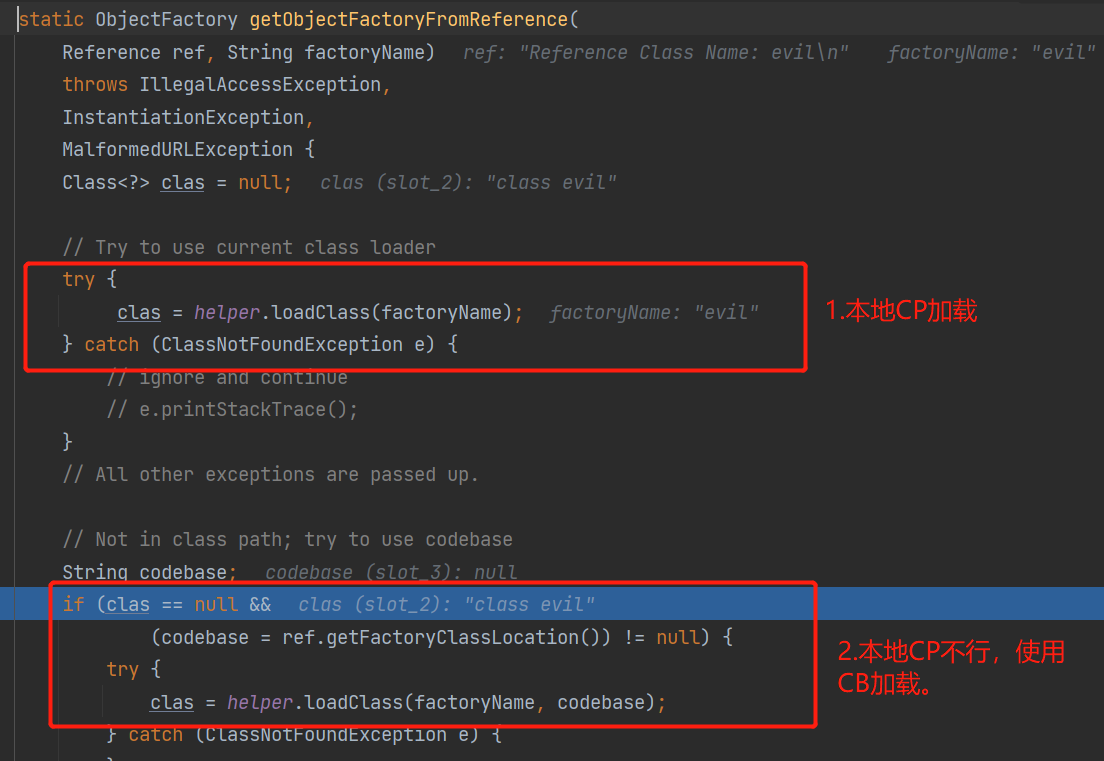 static ObjectFactory getObjectFactoryFromReference(
Reference ref, String factoryName)   ref: "Reference Class Name: evil\n"   factoryName: "evil"
throws IllegalAccessException,
InstantiationException,
MalformedURLException {
Class<?> clas = null;   clas (slot_2): "class evil"
// Try to use current class loader
try {
clas = helper.loadClass(factoryName);   factoryName: "evil"
1.本地CP加载
} catch (ClassNotFoundException e) {
// ignore and continue
// e.printStackTrace();
}
// All other exceptions are passed up.
// Not in class path; try to use codebase
String codebase;   codebase (slot_3): null
if (clas == null &&   clas (slot_2): "class evil"
(codebase = ref.getFactoryClassLocation()) != null) {
2.本地CP不行，使用
CB加载。
try {
clas = helper.loadClass(factoryName, codebase);
} catch (ClassNotFoundException e) {